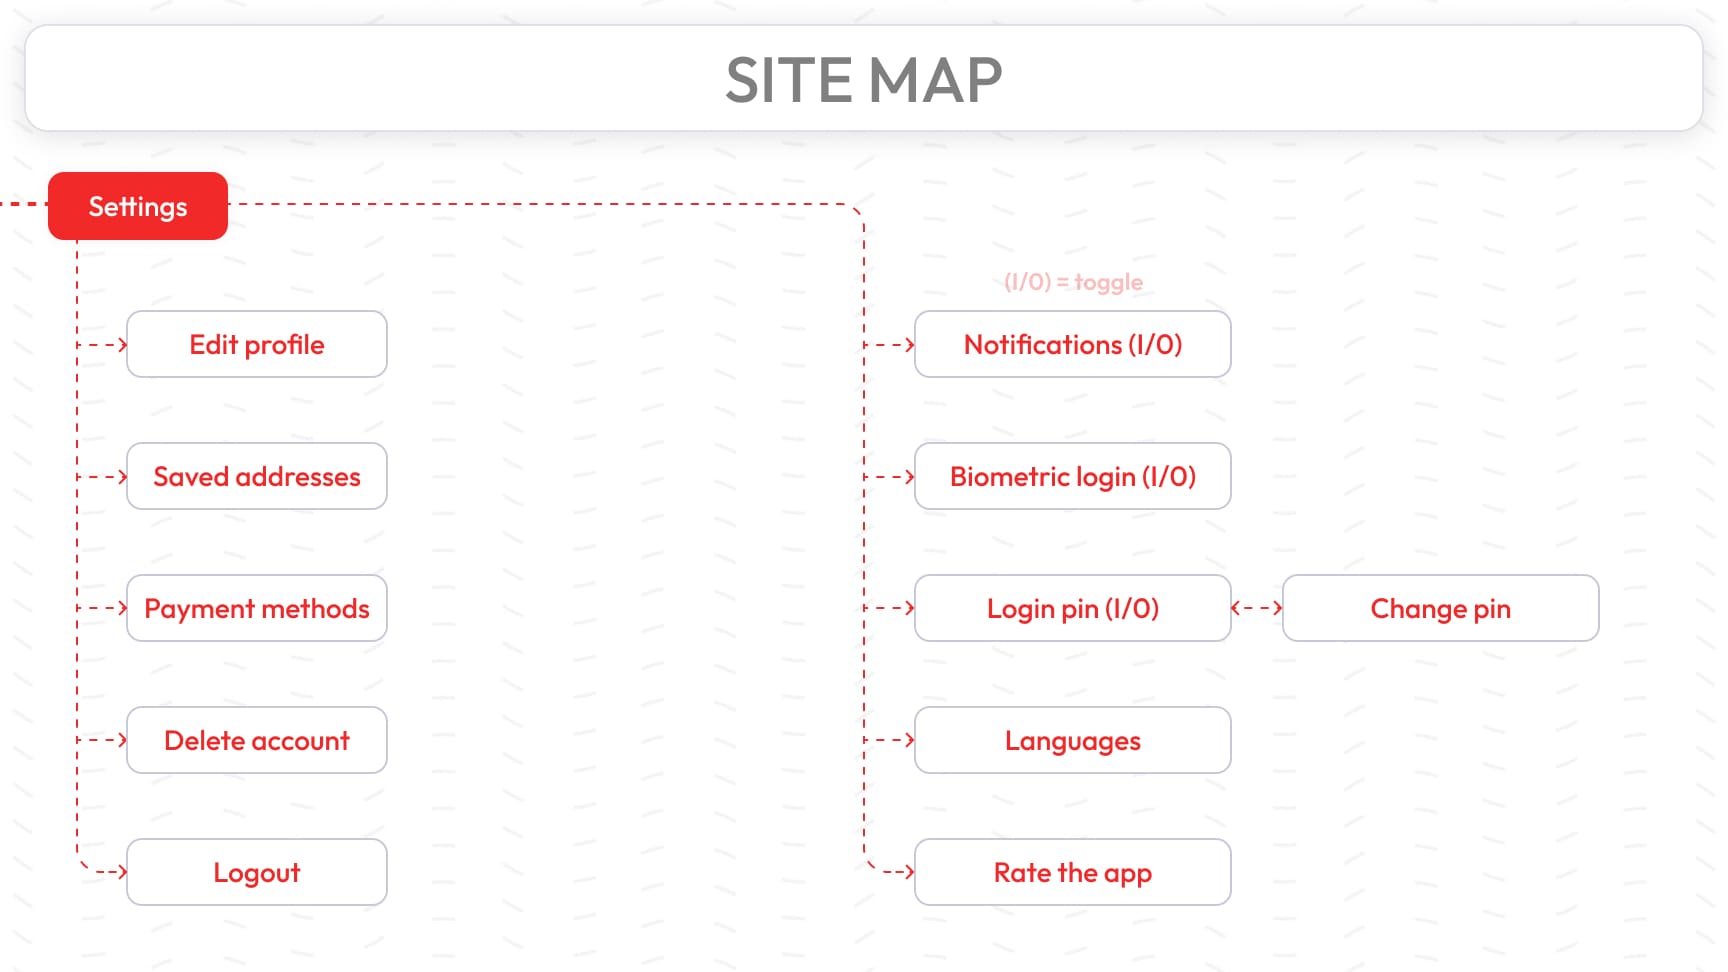 SITE MAP
Settings
Edit profile
Saved addresses
Payment methods
Delete account
Logout
(I/0) = toggle
Notifications (I/0)
Biometric login (I/0)
Login pin (I/0)
Change pin
Languages
Rate the app